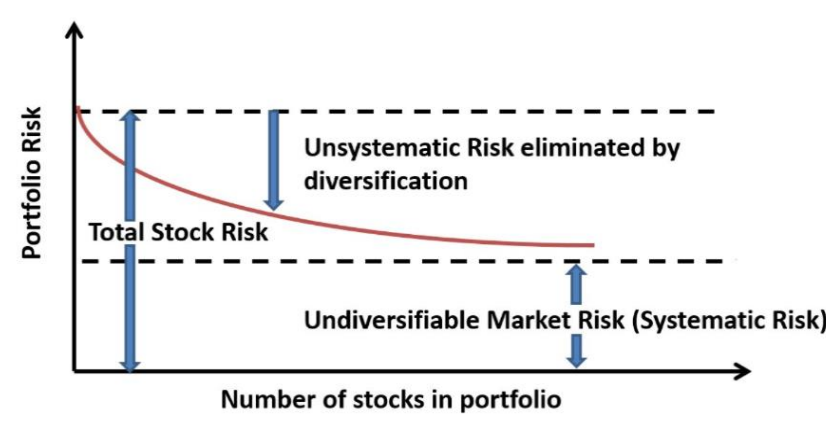 Portfolio Risk
Unsystematic Risk eliminated by
diversification
Total Stock Risk
Undiversifiable Market Risk (Systematic Risk)
Number of stocks in portfolio